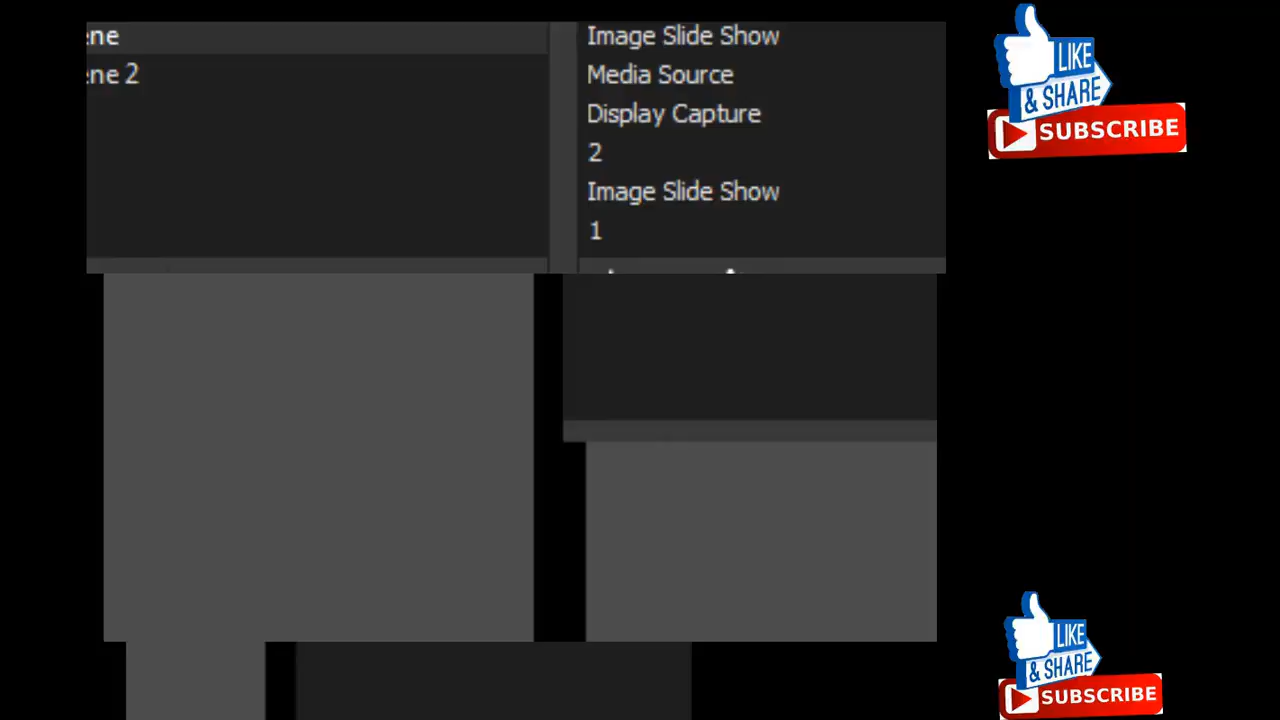 ene
ene 2
Image Slide Show
Media Source
Display Capture
2
Image Slide Show
1
LIKE
& SHARE
SUBSCRIBE
LIKE
& SHARE
SUBSCRIBE